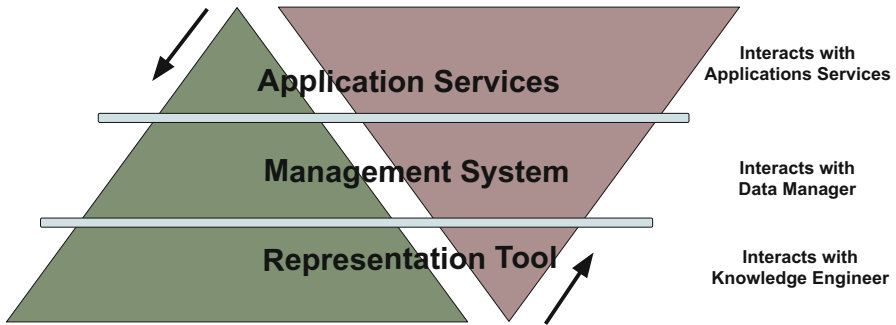 Application Services
Interacts with
Applications Services
Management System
Interacts with
Data Manager
Representation Tool
Interacts with
Knowledge Engineer